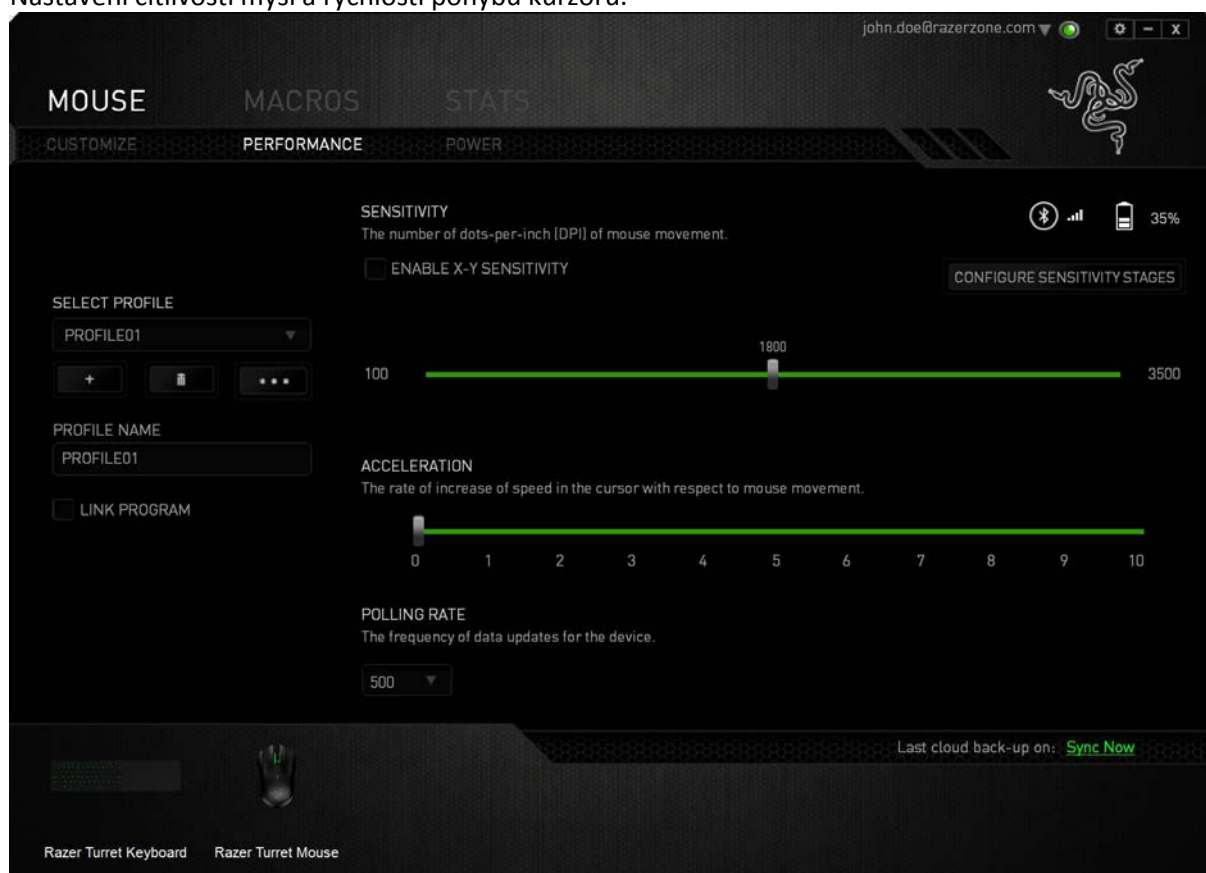 Nastavení citlivosti myši a rychlosti pohybu kurzoru.
john.doe@razerzone.com
MOUSE MACROS STATS
CUSTOMIZE PERFORMANCE POWER
SENSITIVITY
The number of dots-per-inch (DPI) of mouse movement.
35%
ENABLE X-Y SENSITIVITY
CONFIGURE SENSITIVITY STAGES
SELECT PROFILE
PROFILE01
1800
100
3500
PROFILE NAME
PROFILE01
LINK PROGRAM
ACCELERATION
The rate of increase of speed in the cursor with respect to mouse movement.
0 1 2 3 4 5 6 7 8 9 10
POLLING RATE
The frequency of data updates for the device.
500
Last cloud back-up on: Sync Now
Razer Turret Keyboard Razer Turret Mouse